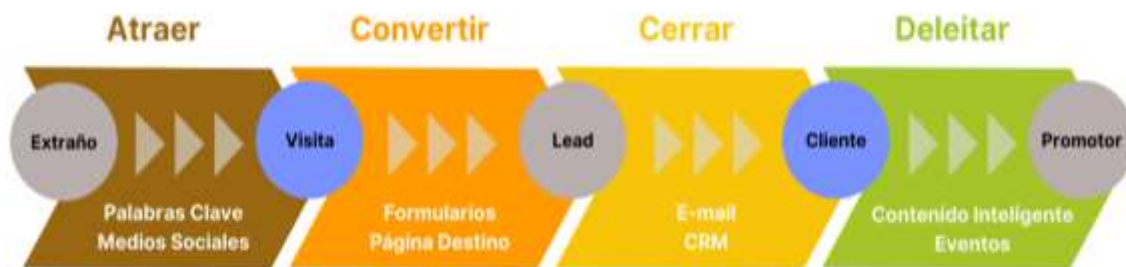 Atraer
Convertir
Cerrar
Deleitar
Extraño
Visita
Lead
Cliente
Promotor
Palabras Clave
Medios Sociales
Formularios
Página Destino
E-mail
CRM
Contenido Inteligente
Eventos